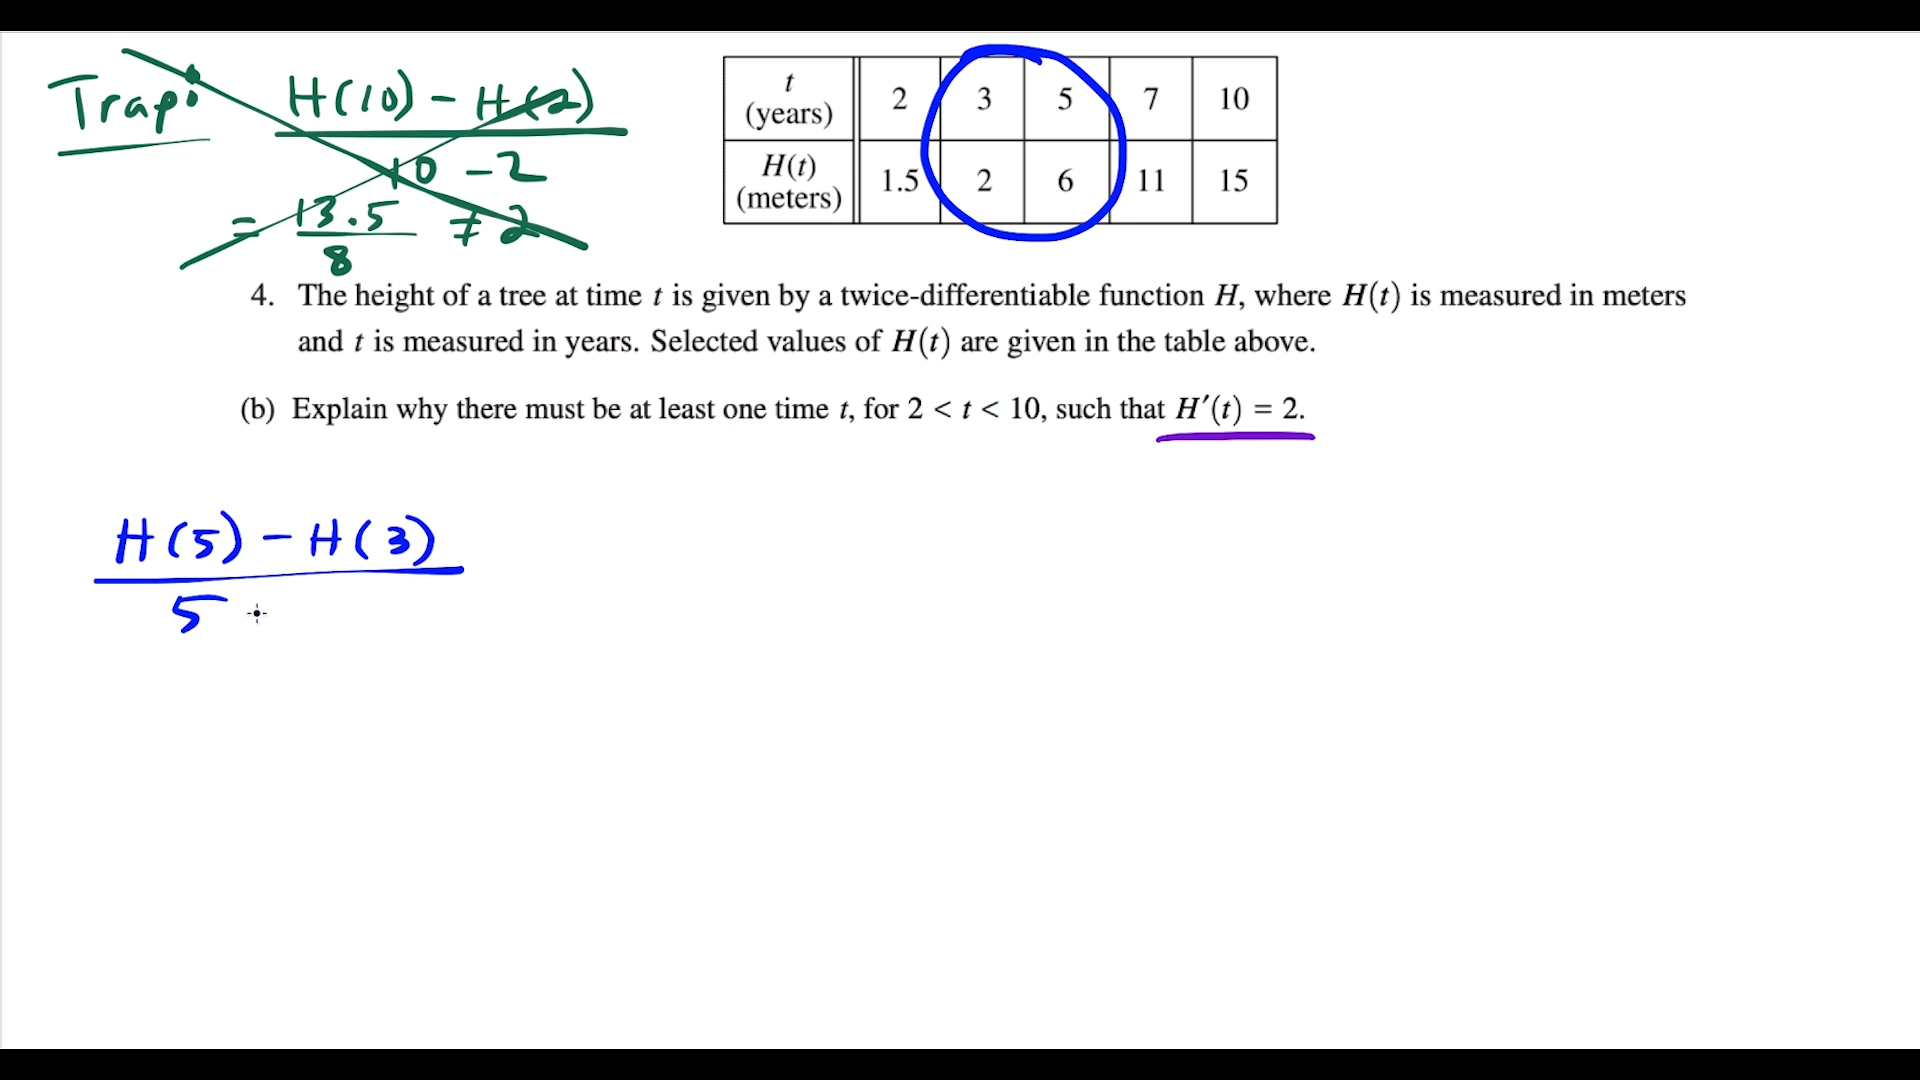 Trap: H(10) - H(2)
10 - 2
= 13.5 ≠ 2
8
t (years) 2 3 5 7 10
H(t) (meters) 1.5 2 6 11 15
4. The height of a tree at time t is given by a twice-differentiable function H, where H(t) is measured in meters
and t is measured in years. Selected values of H(t) are given in the table above.
(b) Explain why there must be at least one time t, for 2 < t < 10, such that H′(t) = 2.
H(5) - H(3)
5